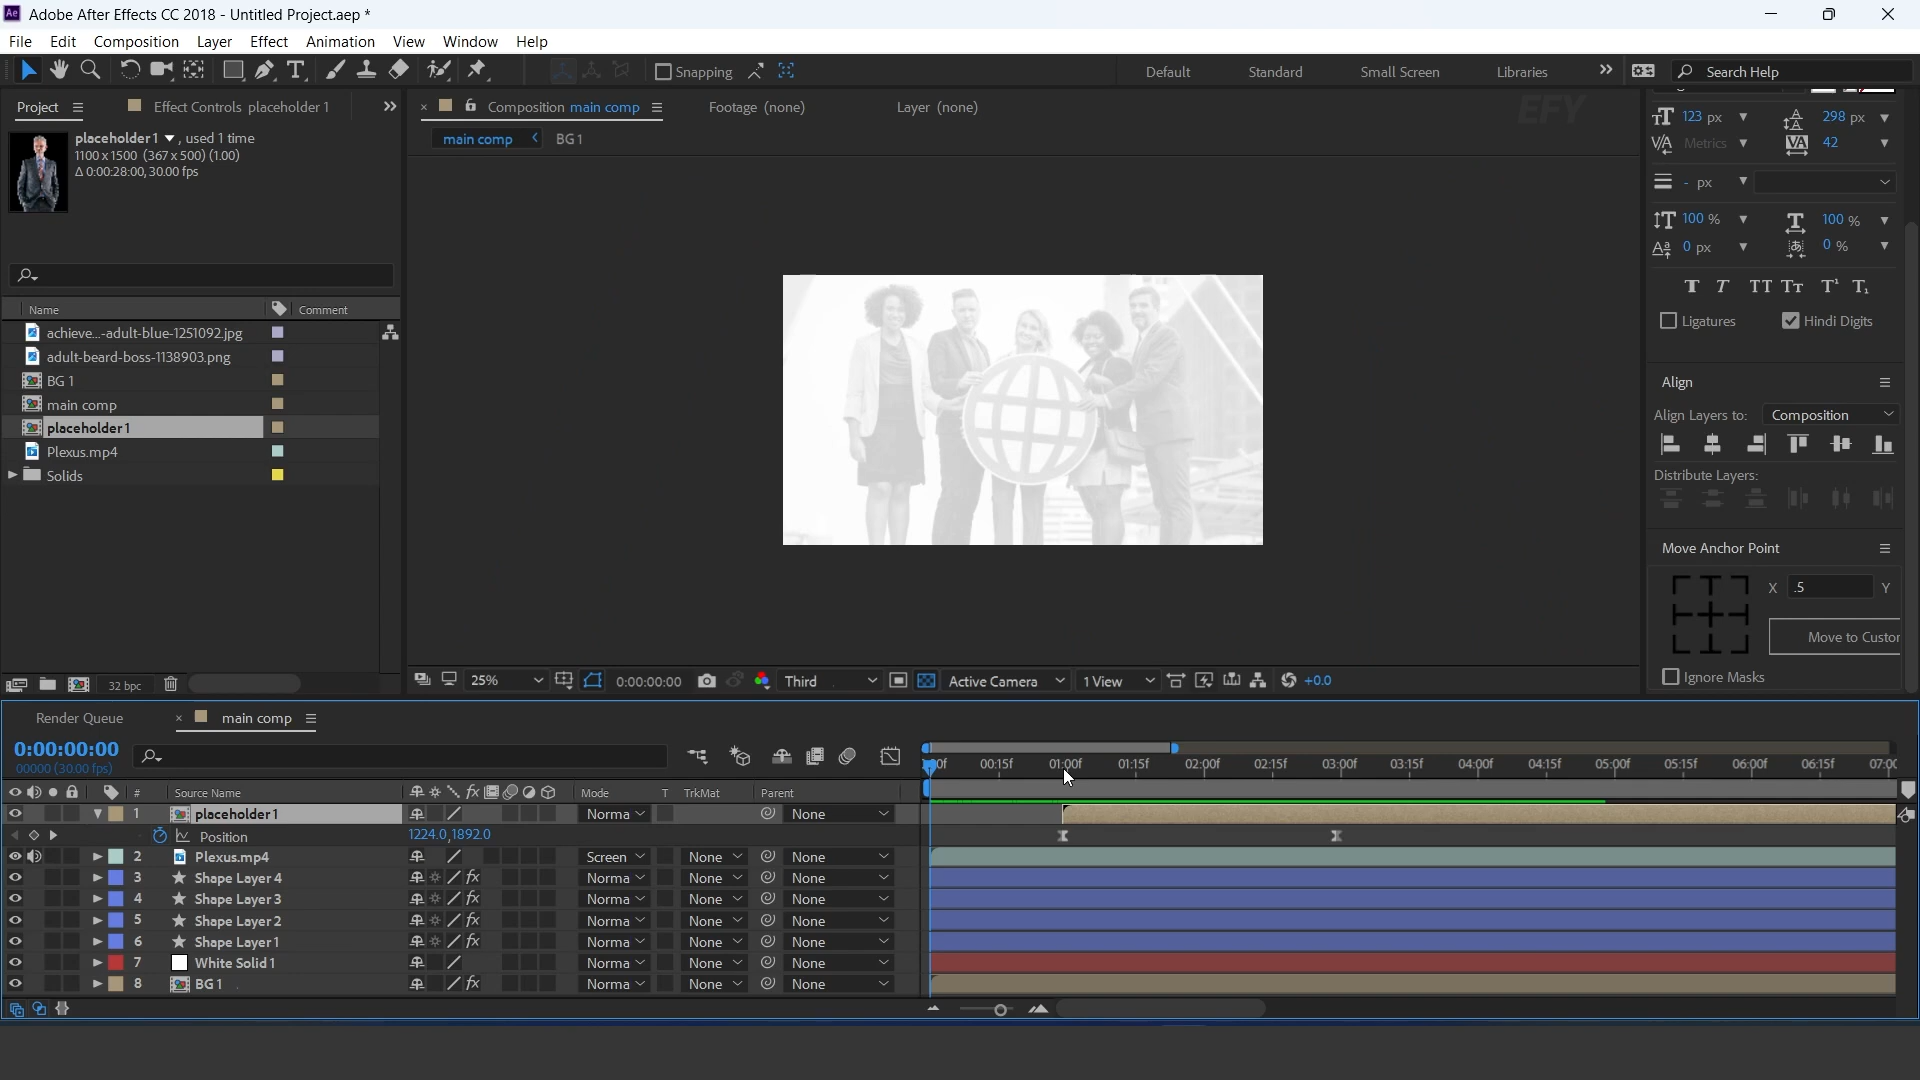 Adobe After Effects CC 2018 - Untitled Project.aep *
File Edit Composition Layer Effect Animation View Window Help
Snapping Default Standard Small Screen Libraries Search Help
Project Effect Controls placeholder 1 Composition main comp Footage (none) Layer (none)
EFY
main comp BG 1
placeholder 1 , used 1 time
1100 x 1500 (367 x 500) (1.00)
Δ 0:00:28:00, 30.00 fps
123 px 298 px
Metrics 42
- px
100 % 100 %
0 px 0 %
Ligatures Hindi Digits
Name Comment
achieve...-adult-blue-1251092.jpg
adult-beard-boss-1138903.png
BG 1
main comp
placeholder 1
Plexus.mp4
Solids
Align
Align Layers to: Composition
Distribute Layers:
Move Anchor Point
X .5 Y
Move to Custor
Ignore Masks
32 bpc
25% 0:00:00:00 Third Active Camera 1 View +0.0
Render Queue main comp
0:00:00:00
00000 (30.00 fps)
00f 00:15f 01:00f 01:15f 02:00f 02:15f 03:00f 03:15f 04:00f 04:15f 05:00f 05:15f 06:00f 06:15f 07:00
# Source Name Mode T TrkMat Parent
1 placeholder 1 Norma None
Position 1224.0,1892.0
2 Plexus.mp4 Screen None None
3 Shape Layer 4 Norma None None
4 Shape Layer 3 Norma None None
5 Shape Layer 2 Norma None None
6 Shape Layer 1 Norma None None
7 White Solid 1 Norma None None
8 BG 1 Norma None None